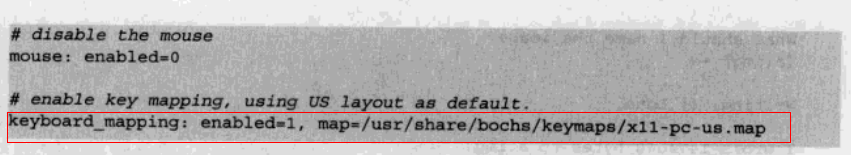 # disable the mouse
mouse: enabled=0
# enable key mapping, using US layout as default.
keyboard_mapping: enabled=1, map=/usr/share/bochs/keymaps/x11-pc-us.map